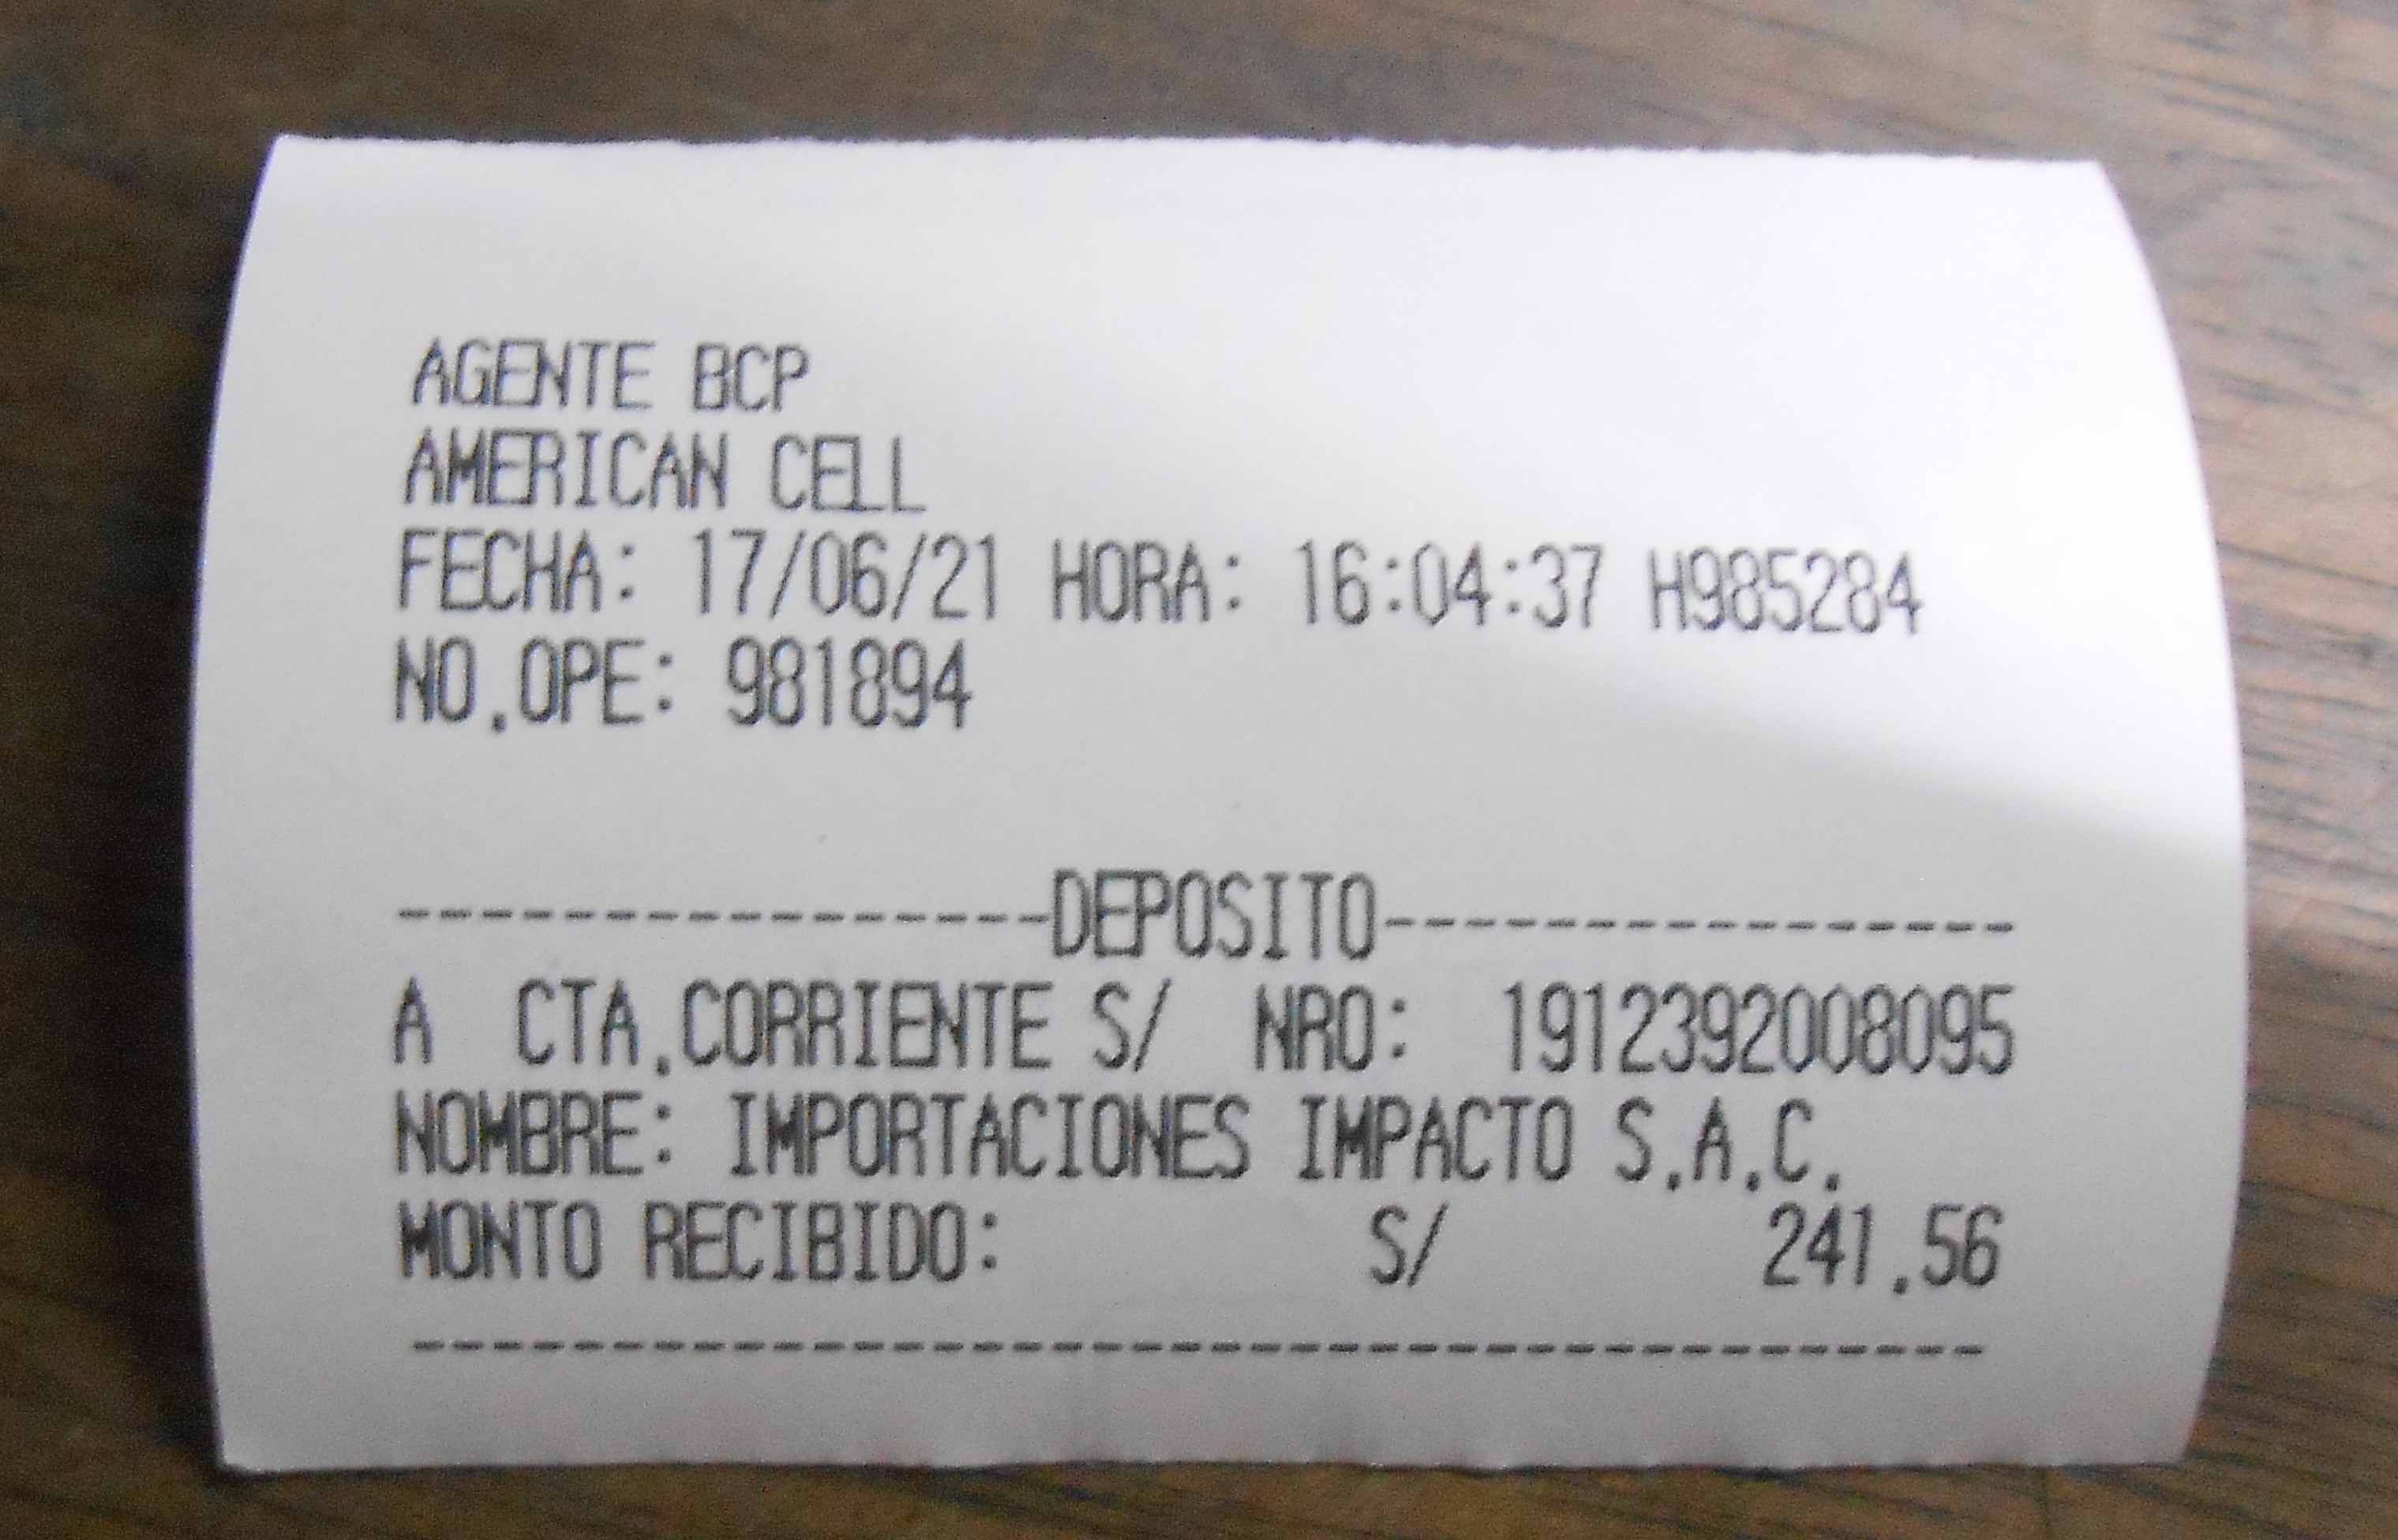 AGENTE BCP
AMERICAN CELL
FECHA: 17/06/21 HORA: 16:04:37 H985284
NO.OPE: 981894
----------------DEPOSITO----------------
A  CTA.CORRIENTE S/  NRO:  1912392008095
NOMBRE: IMPORTACIONES IMPACTO S.A.C.
MONTO RECIBIDO:         S/        241.56
----------------------------------------